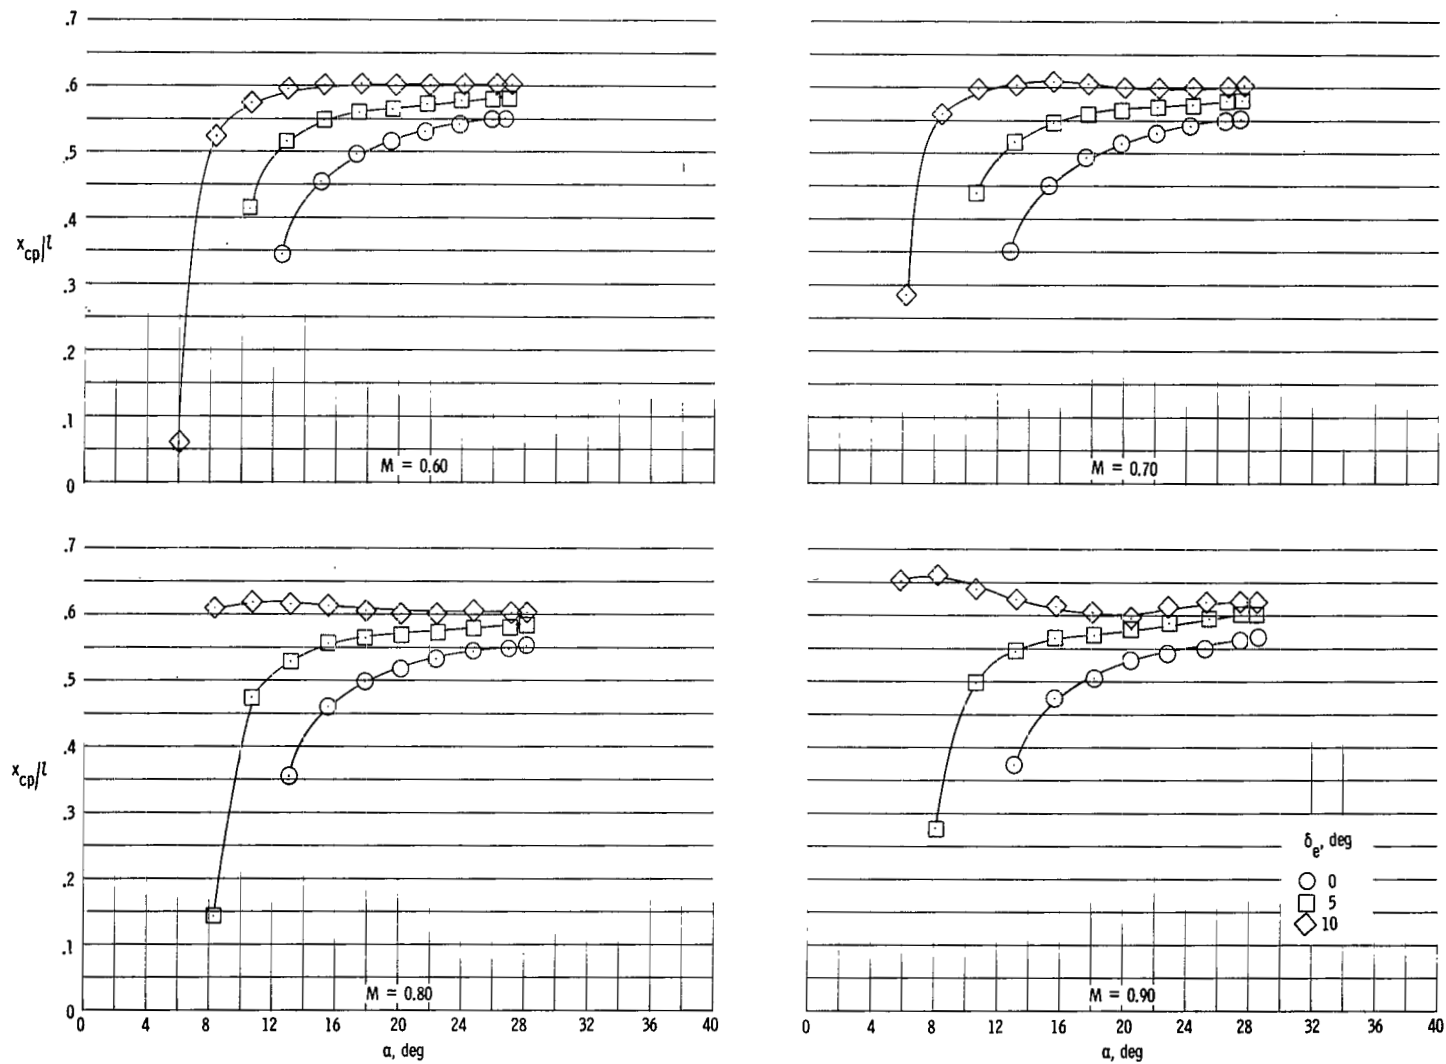 .7
.6
.5
.4
x_cp/l
.3
.2
.1
0
M = 0.60
M = 0.70
.7
.6
.5
.4
x_cp/l
.3
.2
.1
0
M = 0.80
0 4 8 12 16 20 24 28 32 36 40
α, deg
δ_e, deg
0
5
10
M = 0.90
0 4 8 12 16 20 24 28 32 36 40
α, deg